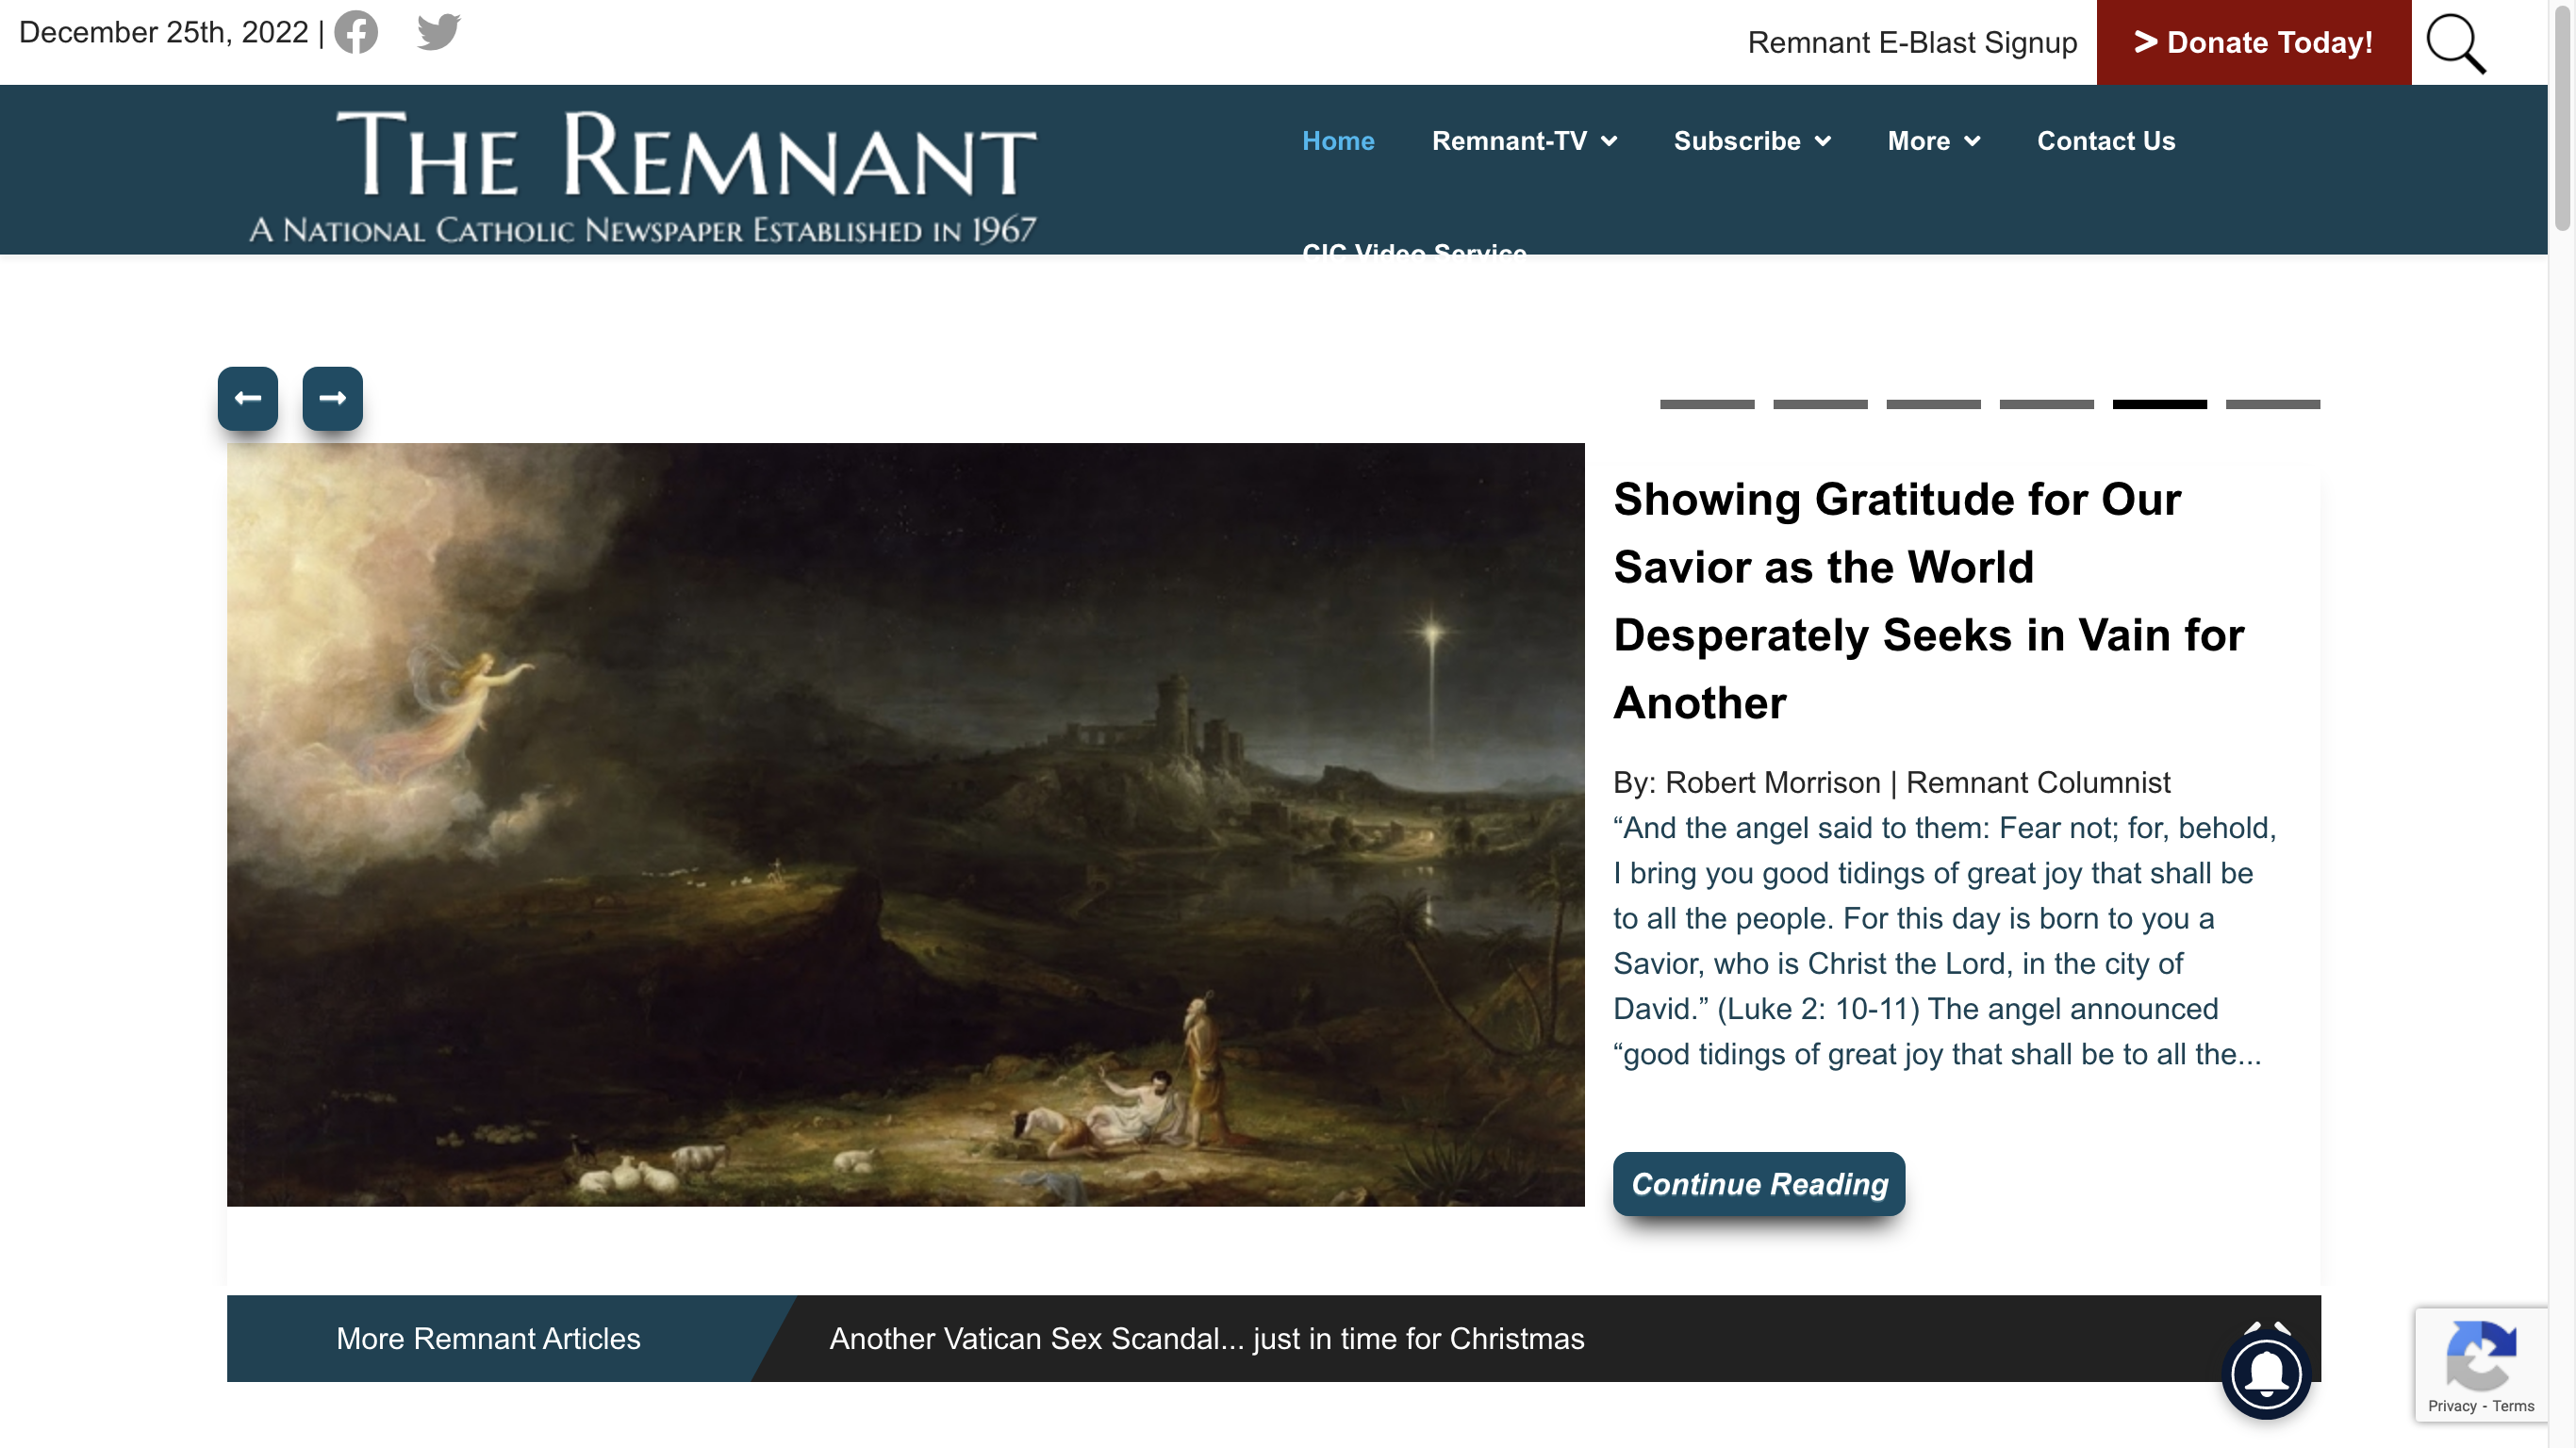 December 25th, 2022 |
Remnant E-Blast Signup
> Donate Today!
THE REMNANT
A NATIONAL CATHOLIC NEWSPAPER ESTABLISHED IN 1967
Home
Remnant-TV
Subscribe
More
Contact Us
CIC Video Service
Showing Gratitude for Our
Savior as the World
Desperately Seeks in Vain for
Another
By: Robert Morrison | Remnant Columnist
“And the angel said to them: Fear not; for, behold,
I bring you good tidings of great joy that shall be
to all the people. For this day is born to you a
Savior, who is Christ the Lord, in the city of
David.” (Luke 2: 10-11) The angel announced
“good tidings of great joy that shall be to all the...
Continue Reading
More Remnant Articles
Another Vatican Sex Scandal... just in time for Christmas
Privacy - Terms